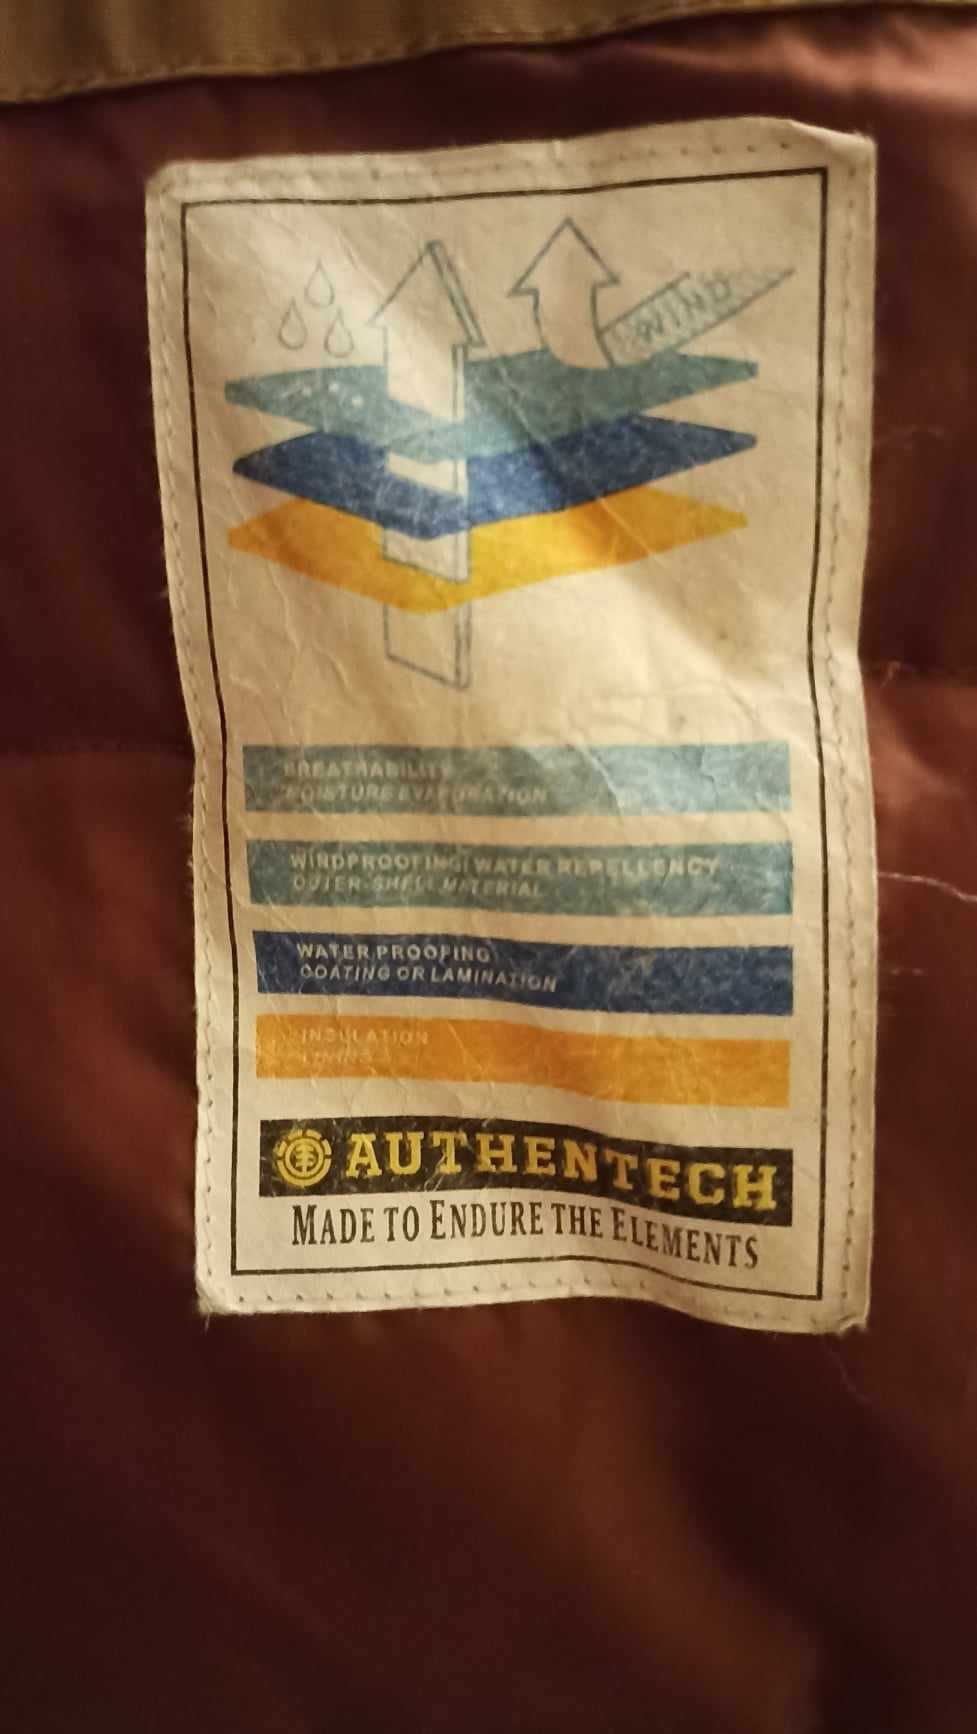 WIND
BREATHABILITY
MOISTURE EVAPORATION
WINDPROOFING/WATER REPELLENCY
OUTER-SHELL MATERIAL
WATER PROOFING
COATING OR LAMINATION
INSULATION
LINING
AUTHENTECH
MADE TO ENDURE THE ELEMENTS